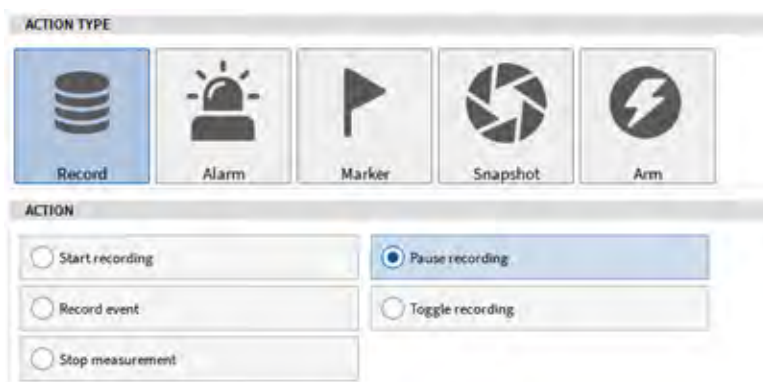 ACTION TYPE
Record Alarm Marker Snapshot Arm
ACTION
Start recording Pause recording
Record event Toggle recording
Stop measurement